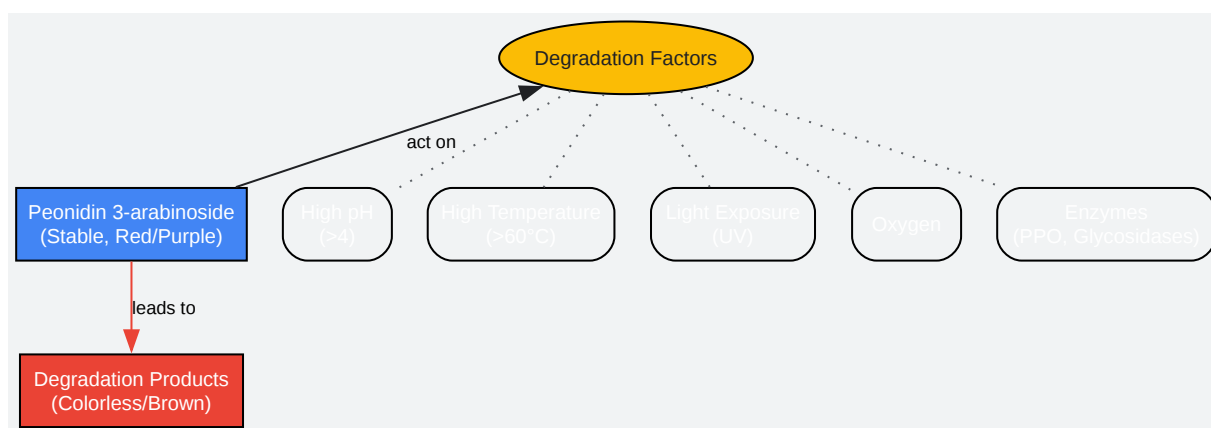 Degradation Factors
act on
Peonidin 3-arabinoside
(Stable, Red/Purple)
High pH
(>4)
High Temperature
(>60°C)
Light Exposure
(UV)
Oxygen
Enzymes
(PPO, Glycosidases)
leads to
Degradation Products
(Colorless/Brown)